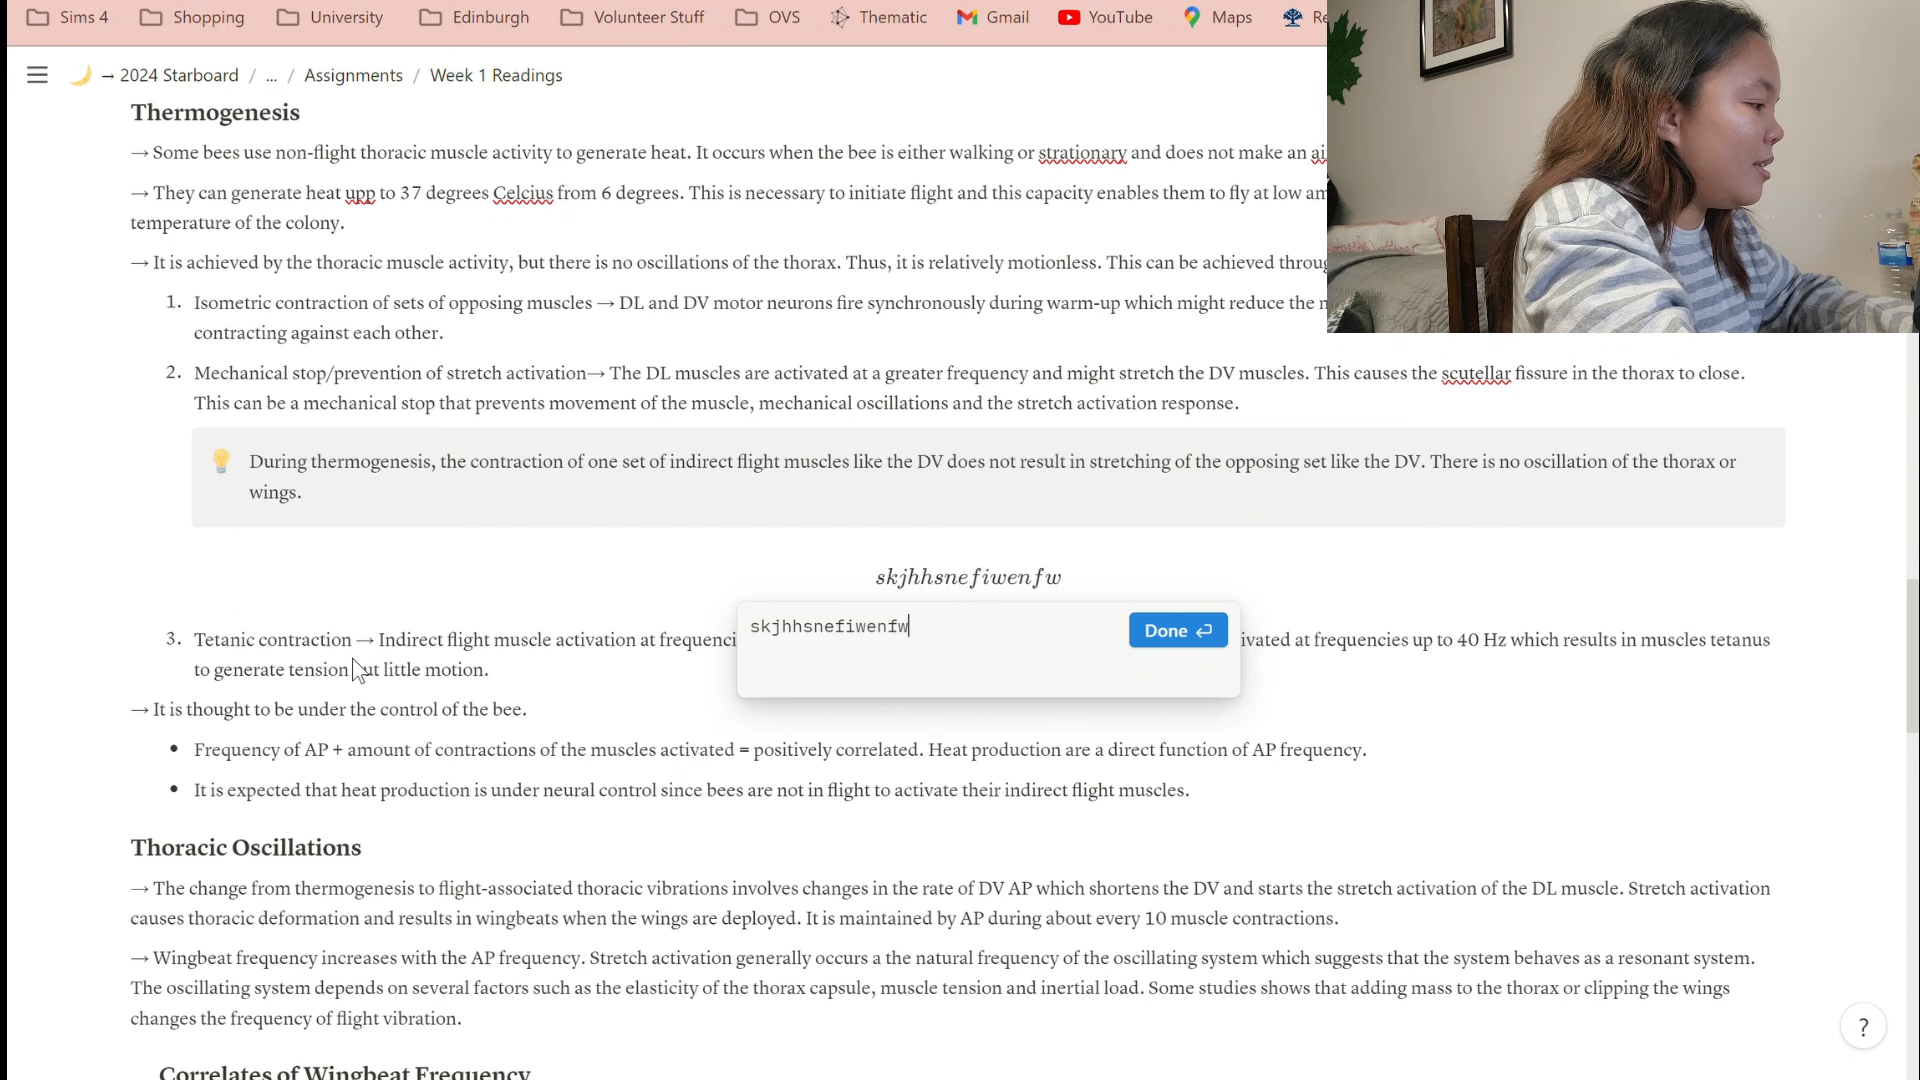 Sims 4 Shopping University Edinburgh Volunteer Stuff OVS Thematic Gmail YouTube Maps Re
→ 2024 Starboard / ... / Assignments / Week 1 Readings
Thermogenesis
→ Some bees use non-flight thoracic muscle activity to generate heat. It occurs when the bee is either walking or strationary and does not make an ai
→ They can generate heat upp to 37 degrees Celcius from 6 degrees. This is necessary to initiate flight and this capacity enables them to fly at low am
temperature of the colony.
→ It is achieved by the thoracic muscle activity, but there is no oscillations of the thorax. Thus, it is relatively motionless. This can be achieved throug
1. Isometric contraction of sets of opposing muscles → DL and DV motor neurons fire synchronously during warm-up which might reduce the m
contracting against each other.
2. Mechanical stop/prevention of stretch activation→ The DL muscles are activated at a greater frequency and might stretch the DV muscles. This causes the scutellar fissure in the thorax to close.
This can be a mechanical stop that prevents movement of the muscle, mechanical oscillations and the stretch activation response.
During thermogenesis, the contraction of one set of indirect flight muscles like the DV does not result in stretching of the opposing set like the DV. There is no oscillation of the thorax or
wings.
skjhhsnefiwenfw
skjhhsnefiwenfw Done
3. Tetanic contraction → Indirect flight muscle activation at frequenci ivated at frequencies up to 40 Hz which results in muscles tetanus
to generate tension but little motion.
→ It is thought to be under the control of the bee.
• Frequency of AP + amount of contractions of the muscles activated = positively correlated. Heat production are a direct function of AP frequency.
• It is expected that heat production is under neural control since bees are not in flight to activate their indirect flight muscles.
Thoracic Oscillations
→ The change from thermogenesis to flight-associated thoracic vibrations involves changes in the rate of DV AP which shortens the DV and starts the stretch activation of the DL muscle. Stretch activation
causes thoracic deformation and results in wingbeats when the wings are deployed. It is maintained by AP during about every 10 muscle contractions.
→ Wingbeat frequency increases with the AP frequency. Stretch activation generally occurs a the natural frequency of the oscillating system which suggests that the system behaves as a resonant system.
The oscillating system depends on several factors such as the elasticity of the thorax capsule, muscle tension and inertial load. Some studies shows that adding mass to the thorax or clipping the wings
changes the frequency of flight vibration.
?
Correlates of Wingbeat Frequency